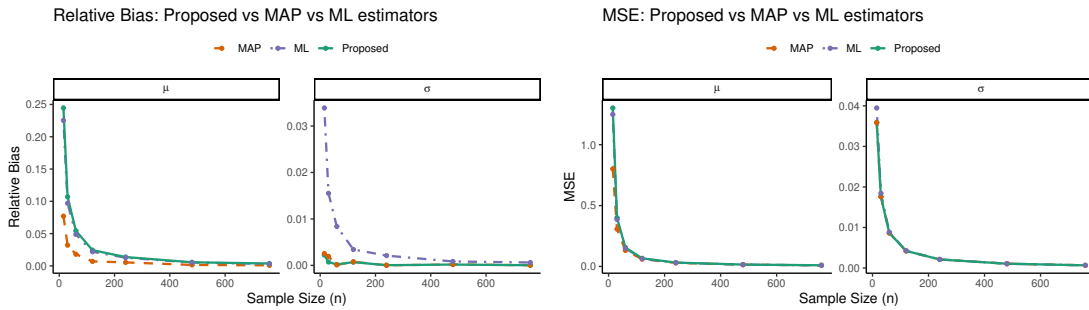 Relative Bias: Proposed vs MAP vs ML estimators
MAP ML Proposed
μ
σ
Relative Bias
0.25
0.20
0.15
0.10
0.05
0.00
0.03
0.02
0.01
0.00
0 200 400 600
0 200 400 600
Sample Size (n)
MSE: Proposed vs MAP vs ML estimators
MAP ML Proposed
μ
σ
MSE
1.0
0.5
0.0
0.04
0.03
0.02
0.01
0.00
0 200 400 600
0 200 400 600
Sample Size (n)